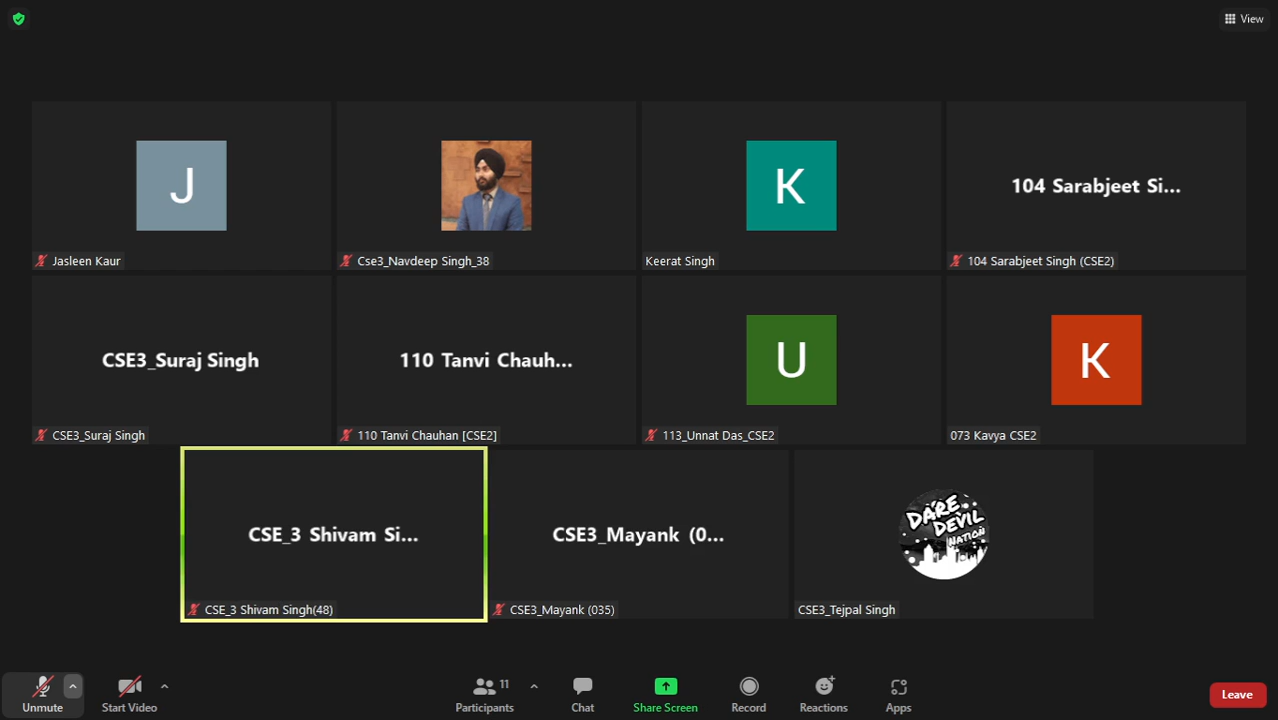 View
J
Jasleen Kaur
Cse3_Navdeep Singh_38
K
Keerat Singh
104 Sarabjeet Si...
104 Sarabjeet Singh (CSE2)
CSE3_Suraj Singh
CSE3_Suraj Singh
110 Tanvi Chauh...
110 Tanvi Chauhan [CSE2]
U
113_Unnat Das_CSE2
K
073 Kavya CSE2
CSE_3 Shivam Si...
CSE_3 Shivam Singh(48)
CSE3_Mayank (0...
CSE3_Mayank (035)
DARE
DEVIL
NATION
CSE3_Tejpal Singh
Unmute
Start Video
11
Participants
Chat
Share Screen
Record
Reactions
Apps
Leave